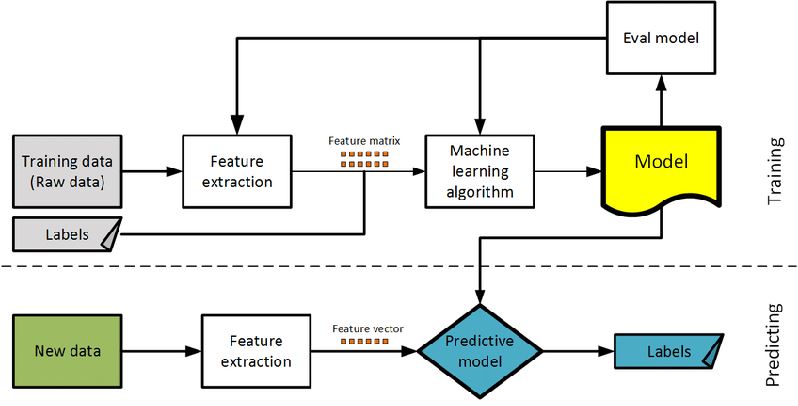 Eval model
Feature matrix
Training data
(Raw data)
Feature
extraction
Machine
learning
algorithm
Model
Training
Labels
Feature vector
New data
Feature
extraction
Predictive
model
Labels
Predicting